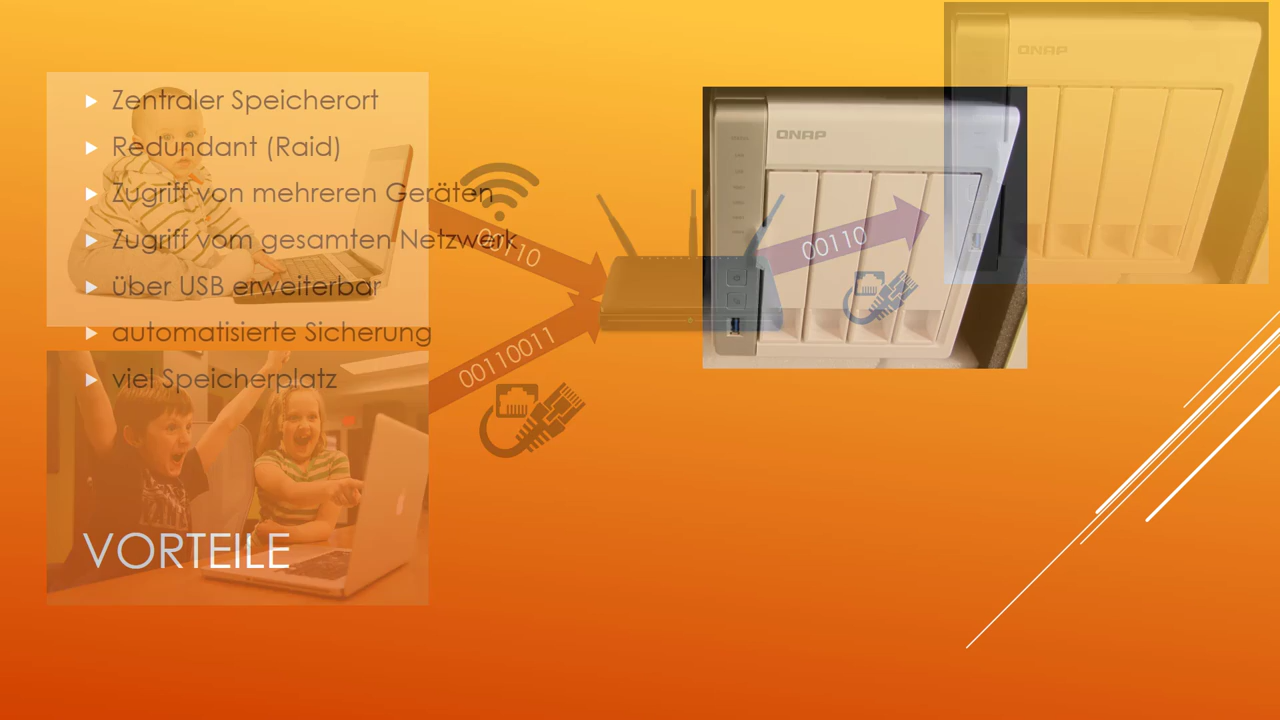 Zentraler Speicherort
Redundant (Raid)
Zugriff von mehreren Geräten
Zugriff vom gesamten Netzwerk
über USB erweiterbar
automatisierte Sicherung
viel Speicherplatz
VORTEILE
00110
00110011
00110
QNAP
QNAP